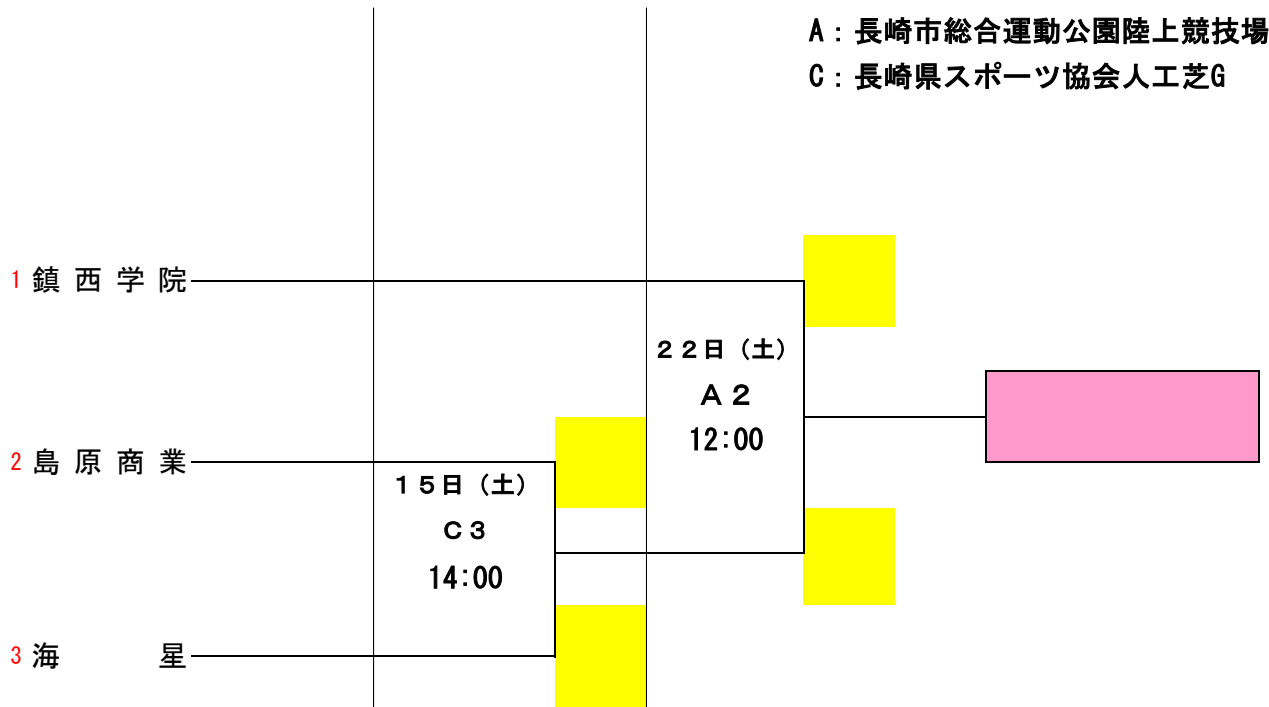 A：長崎市総合運動公園陸上競技場
C：長崎県スポーツ協会人工芝G
1 鎮西学院
２２日（土）
Ａ２
12:00
2 島原商業
１５日（土）
Ｃ３
14:00
3 海星